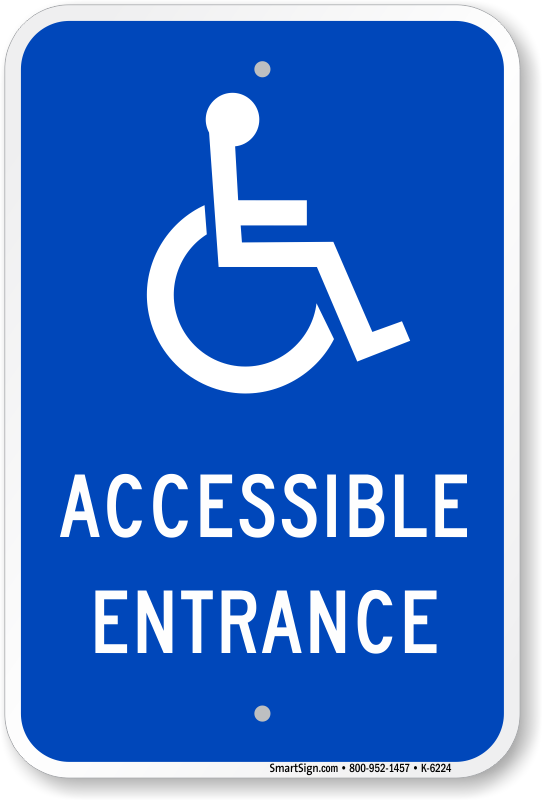 ACCESSIBLE
ENTRANCE
SmartSign.com • 800-952-1457 • K-6224